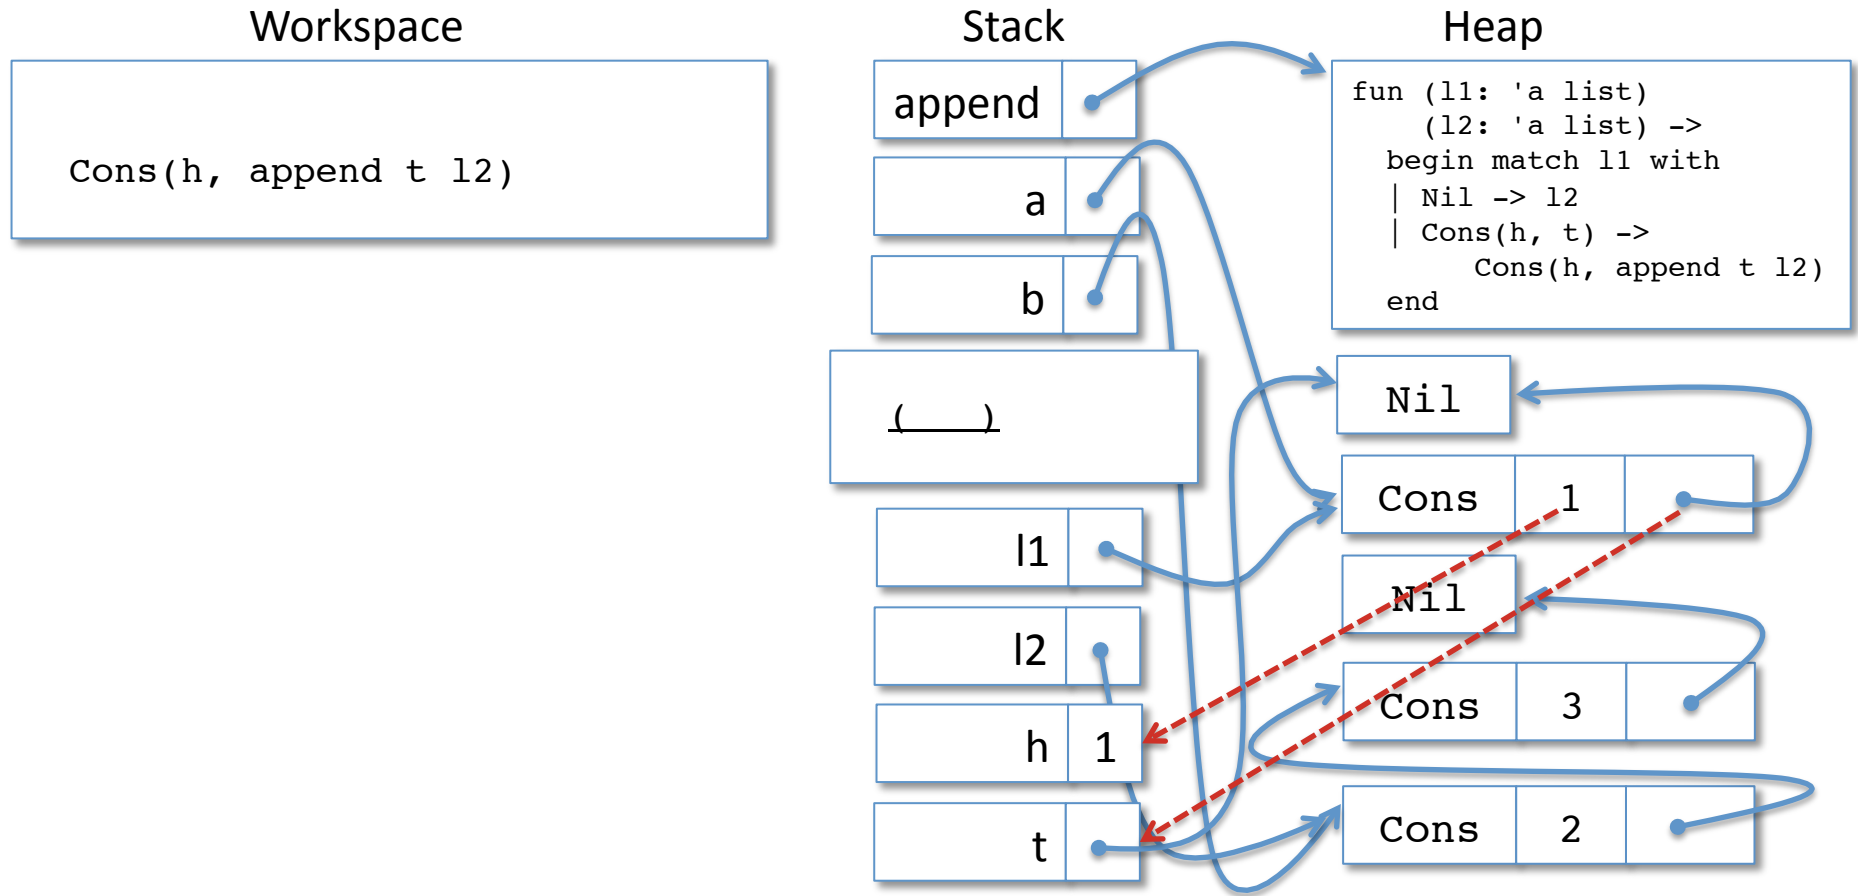 Workspace
Stack
Heap
Cons(h, append t l2)
append
a
b
(    )
l1
l2
h 1
t
fun (l1: 'a list)
(l2: 'a list) ->
begin match l1 with
| Nil -> l2
| Cons(h, t) ->
Cons(h, append t l2)
end
Nil
Cons 1
Nil
Cons 3
Cons 2